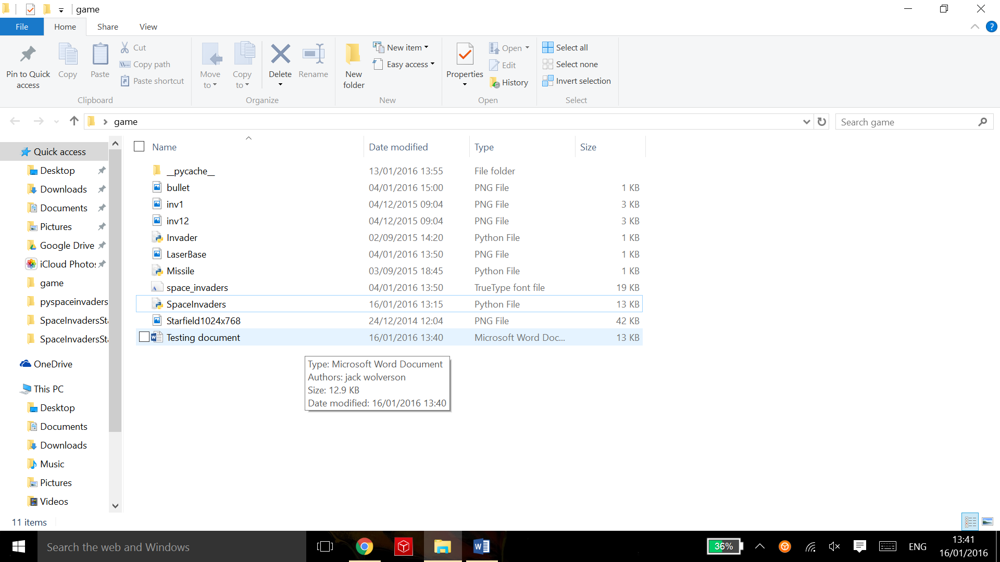 game
File Home Share View
Pin to Quick access
Copy
Paste
Cut
Copy path
Paste shortcut
Clipboard
Move to
Copy to
Delete
Rename
Organize
New folder
New item
Easy access
New
Properties
Open
Edit
History
Open
Select all
Select none
Invert selection
Select
game
Search game
Name Date modified Type Size
__pycache__ 13/01/2016 13:55 File folder
bullet 04/01/2016 15:00 PNG File 1 KB
inv1 04/12/2015 09:04 PNG File 3 KB
inv12 04/12/2015 09:04 PNG File 3 KB
Invader 02/09/2015 14:20 Python File 1 KB
LaserBase 04/01/2016 13:50 PNG File 1 KB
Missile 03/09/2015 18:45 Python File 1 KB
space_invaders 04/01/2016 13:50 TrueType font file 19 KB
SpaceInvaders 16/01/2016 13:15 Python File 13 KB
Starfield1024x768 24/12/2014 12:04 PNG File 42 KB
Testing document 16/01/2016 13:40 Microsoft Word Doc... 13 KB
Type: Microsoft Word Document
Authors: jack wolverson
Size: 12.9 KB
Date modified: 16/01/2016 13:40
Quick access
Desktop
Downloads
Documents
Pictures
Google Drive
iCloud Photos
game
pyspaceinvaders
SpaceInvadersSta
SpaceInvadersSta
OneDrive
This PC
Desktop
Documents
Downloads
Music
Pictures
Videos
11 items
Search the web and Windows
36%
ENG
13:41
16/01/2016